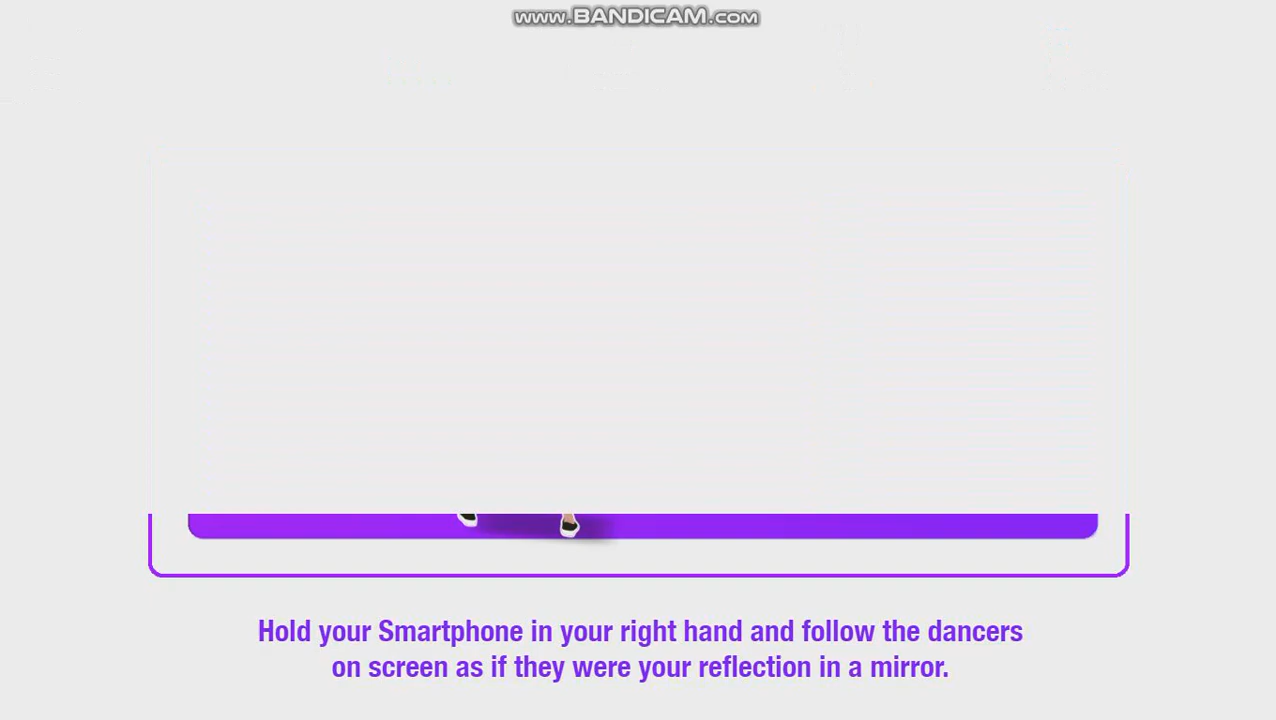 www.BANDICAM.com
Hold your Smartphone in your right hand and follow the dancers
on screen as if they were your reflection in a mirror.